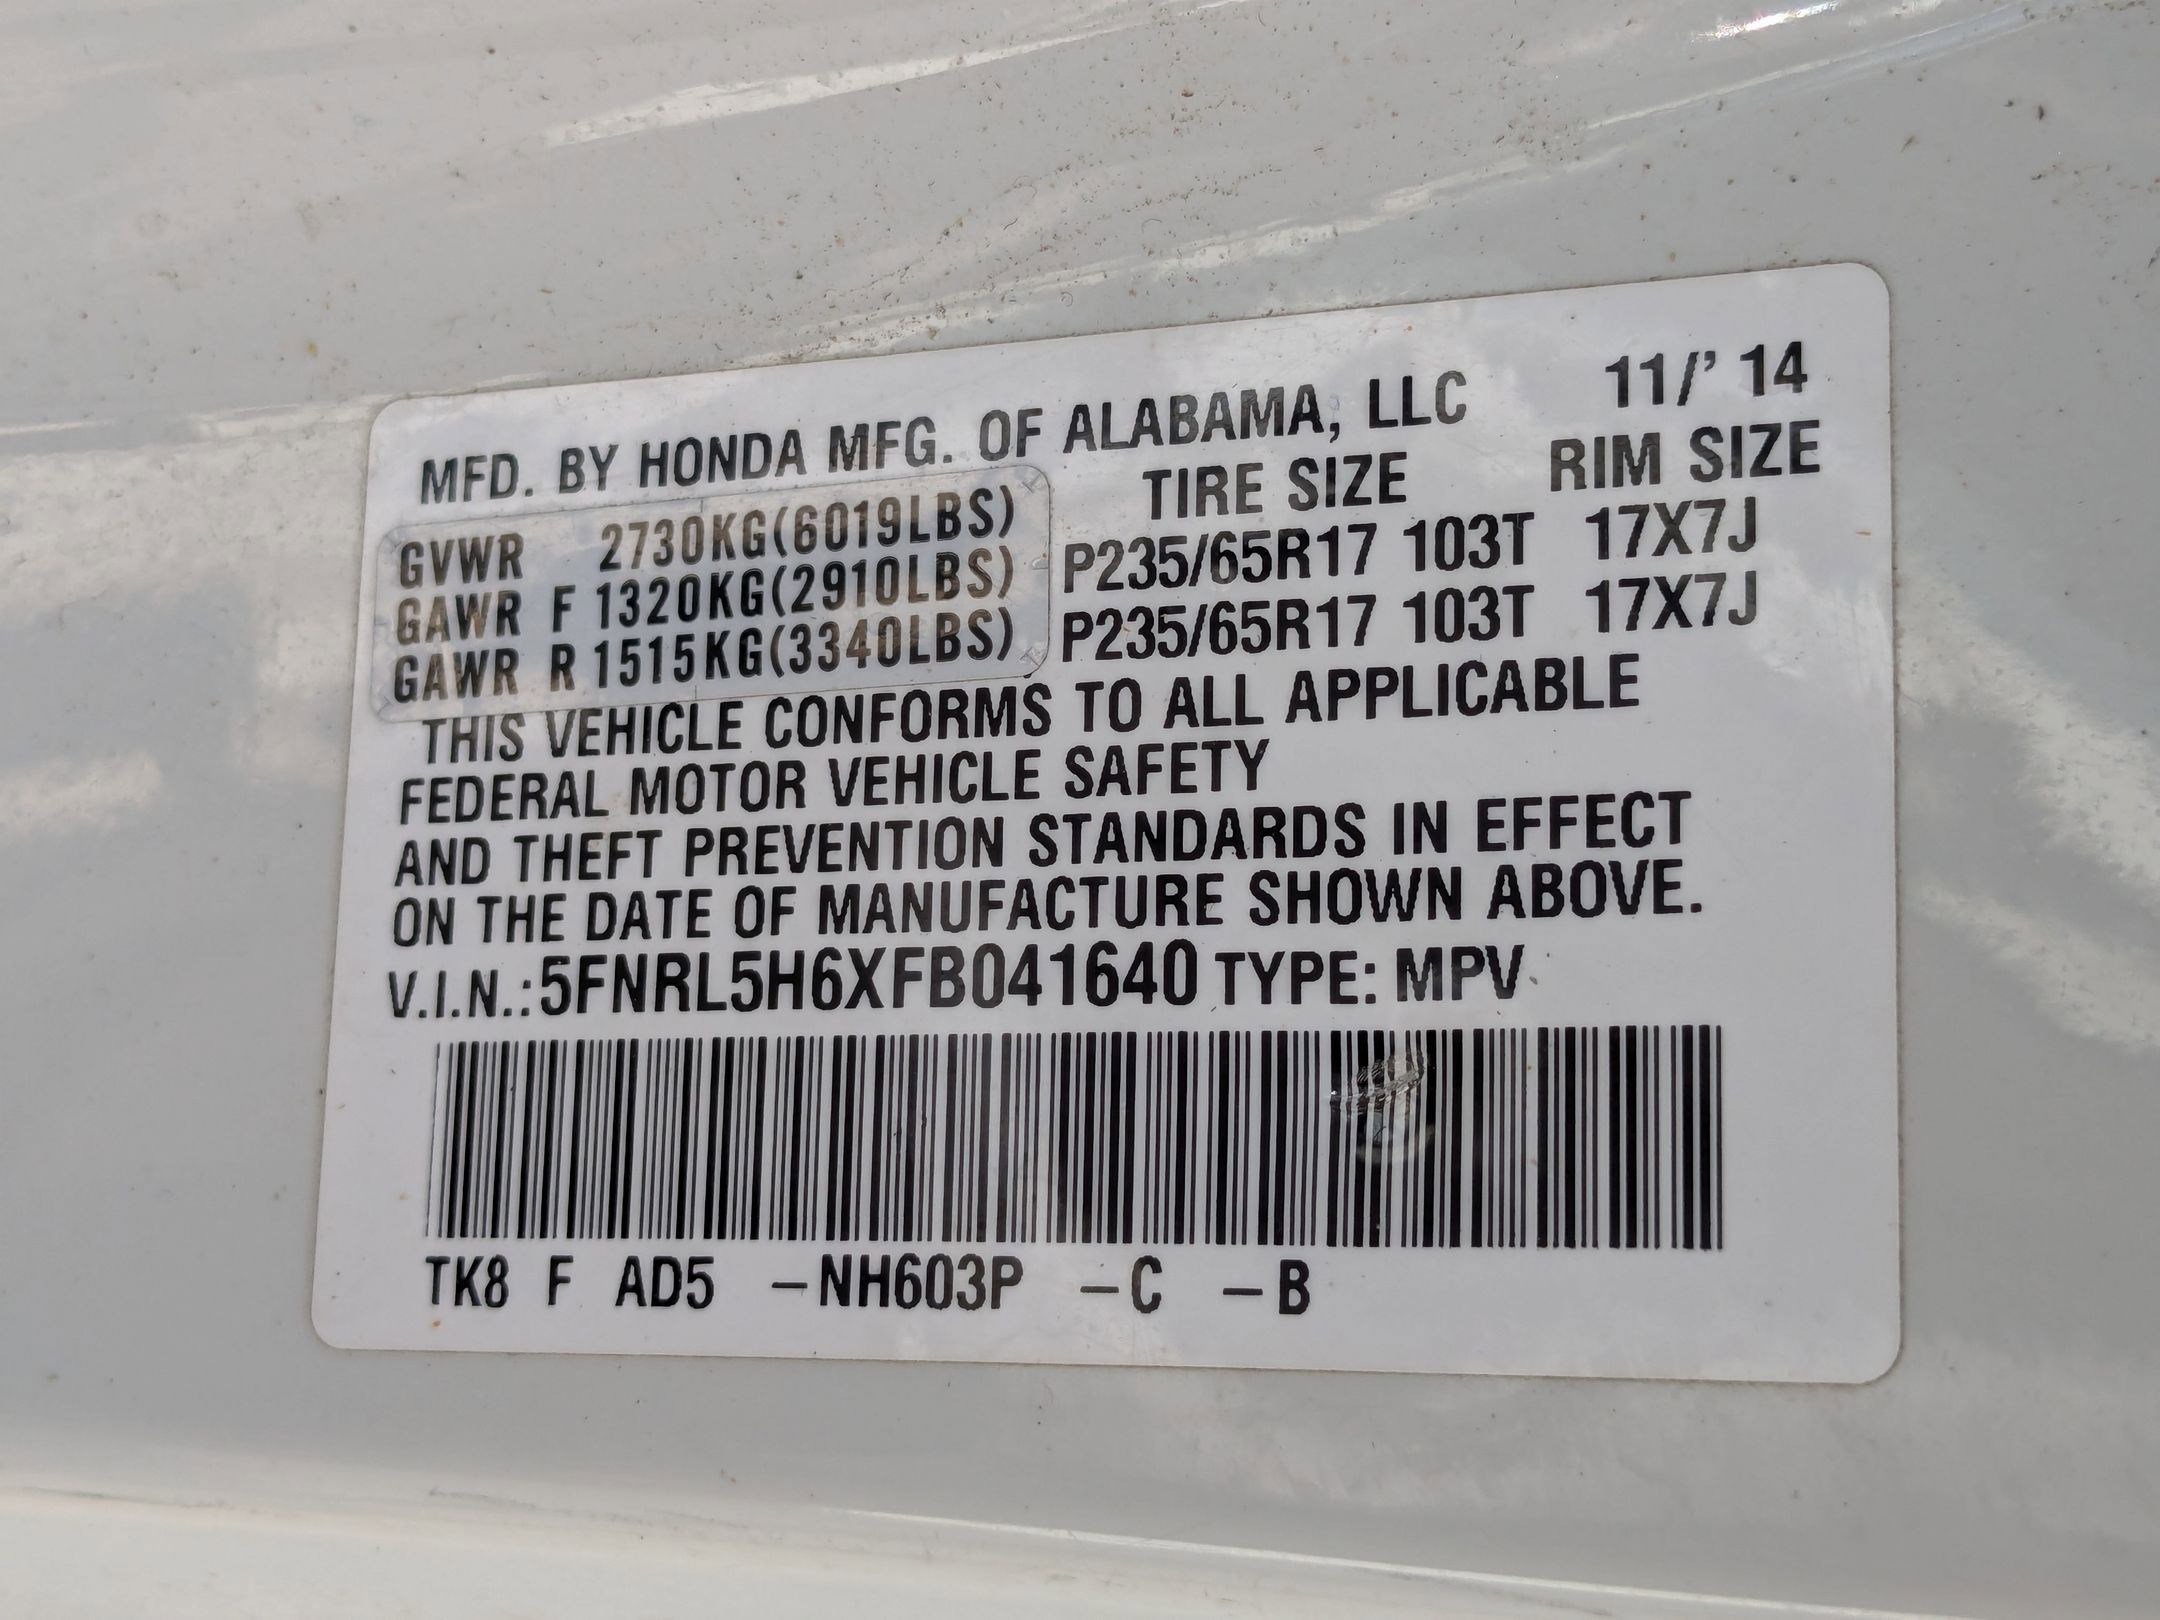 MFD. BY HONDA MFG. OF ALABAMA, LLC 11/' 14
TIRE SIZE RIM SIZE
GVWR 2730KG(6019LBS)
GAWR F 1320KG(2910LBS) P235/65R17 103T 17X7J
GAWR R 1515KG(3340LBS) P235/65R17 103T 17X7J
THIS VEHICLE CONFORMS TO ALL APPLICABLE
FEDERAL MOTOR VEHICLE SAFETY
AND THEFT PREVENTION STANDARDS IN EFFECT
ON THE DATE OF MANUFACTURE SHOWN ABOVE.
V.I.N.:5FNRL5H6XFB041640 TYPE: MPV
TK8 F AD5 –NH603P –C –B